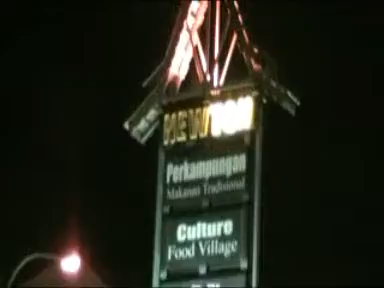 NEWTON
Perkampungan
Makanan Tradisional
Culture
Food Village